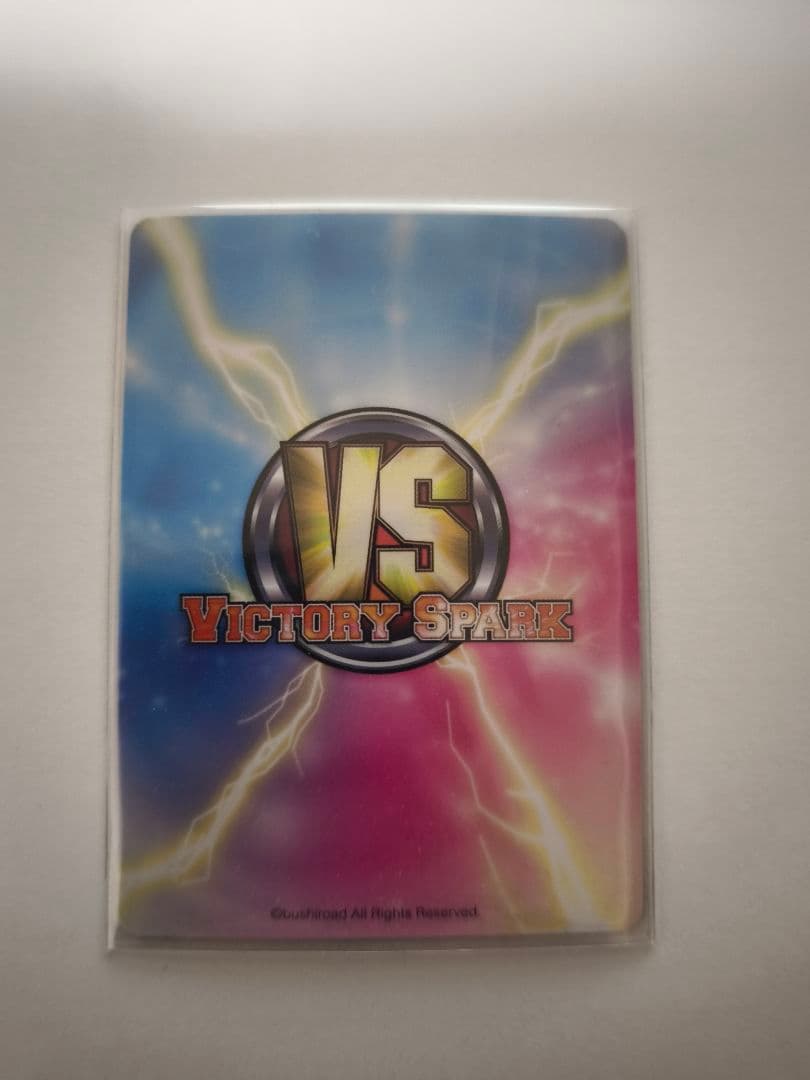 VS
VICTORY SPARK
©bushiroad All Rights Reserved.